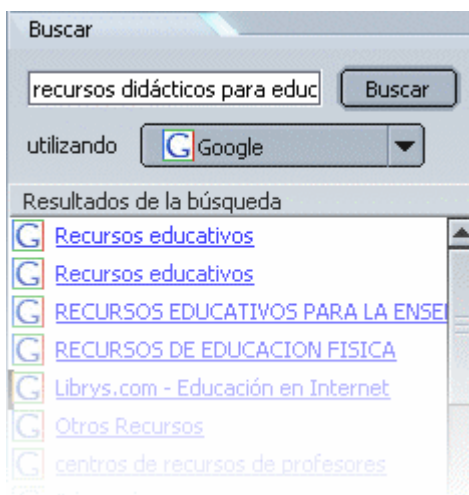 Buscar
recursos didácticos para educ
Buscar
utilizando
Google
Resultados de la búsqueda
Recursos educativos
Recursos educativos
RECURSOS EDUCATIVOS PARA LA ENSE
RECURSOS DE EDUCACION FISICA
Librys.com - Educación en Internet
Otros Recursos
centros de recursos de profesores